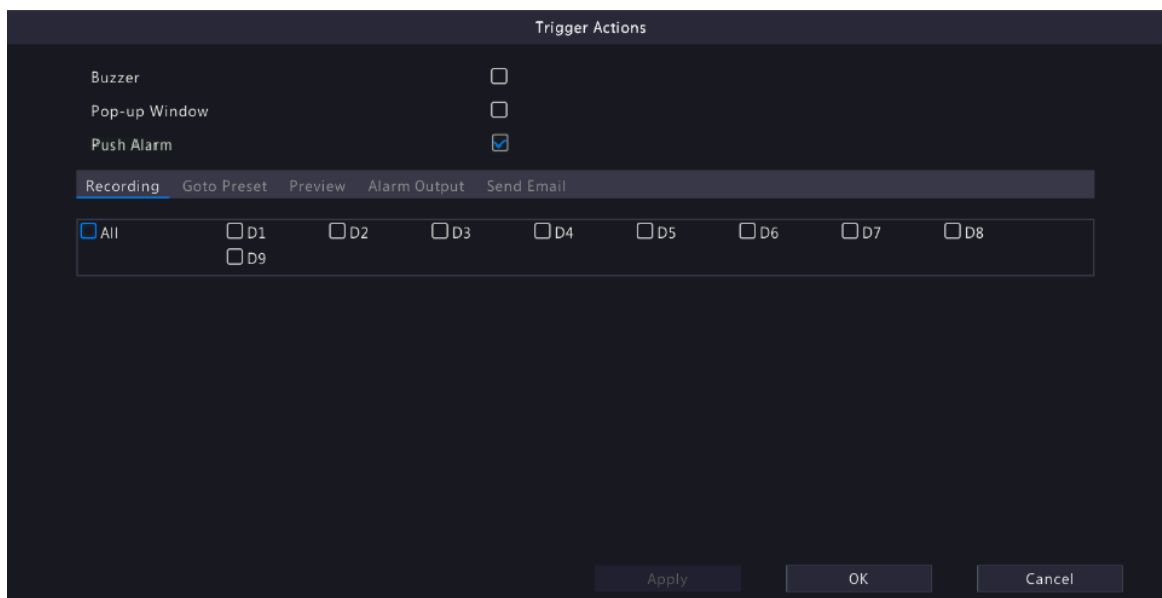 Trigger Actions
Buzzer
Pop-up Window
Push Alarm
Recording Goto Preset Preview Alarm Output Send Email
All D1 D2 D3 D4 D5 D6 D7 D8
D9
Apply OK Cancel